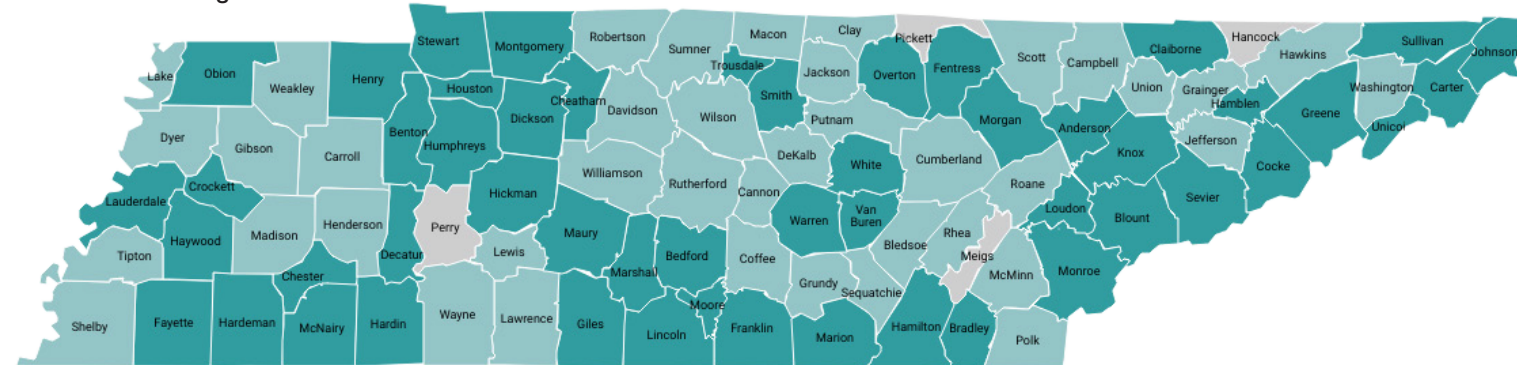 Stewart
Montgomery
Robertson
Sumner
Macon
Clay
Pickett
Scott
Campbell
Claiborne
Hancock
Hawkins
Sullivan
Johnson
Lake
Obion
Weakley
Henry
Houston
Dickson
Cheatham
Davidson
Wilson
Trousdale
Smith
Jackson
Overton
Fentress
Union
Grainger
Hamblen
Greene
Washington
Carter
Unicoi
Dyer
Gibson
Carroll
Benton
Humphreys
Putnam
Morgan
Anderson
Knox
Jefferson
Cocke
Lauderdale
Crockett
Hickman
Williamson
Rutherford
Cannon
DeKalb
White
Cumberland
Roane
Loudon
Blount
Sevier
Haywood
Madison
Henderson
Decatur
Perry
Lewis
Maury
Marshall
Bedford
Coffee
Warren
Van
Buren
Bledsoe
Rhea
Meigs
McMinn
Monroe
Tipton
Chester
Moore
Grundy
Sequatchie
Shelby
Fayette
Hardeman
McNairy
Hardin
Wayne
Lawrence
Giles
Lincoln
Franklin
Marion
Hamilton
Bradley
Polk